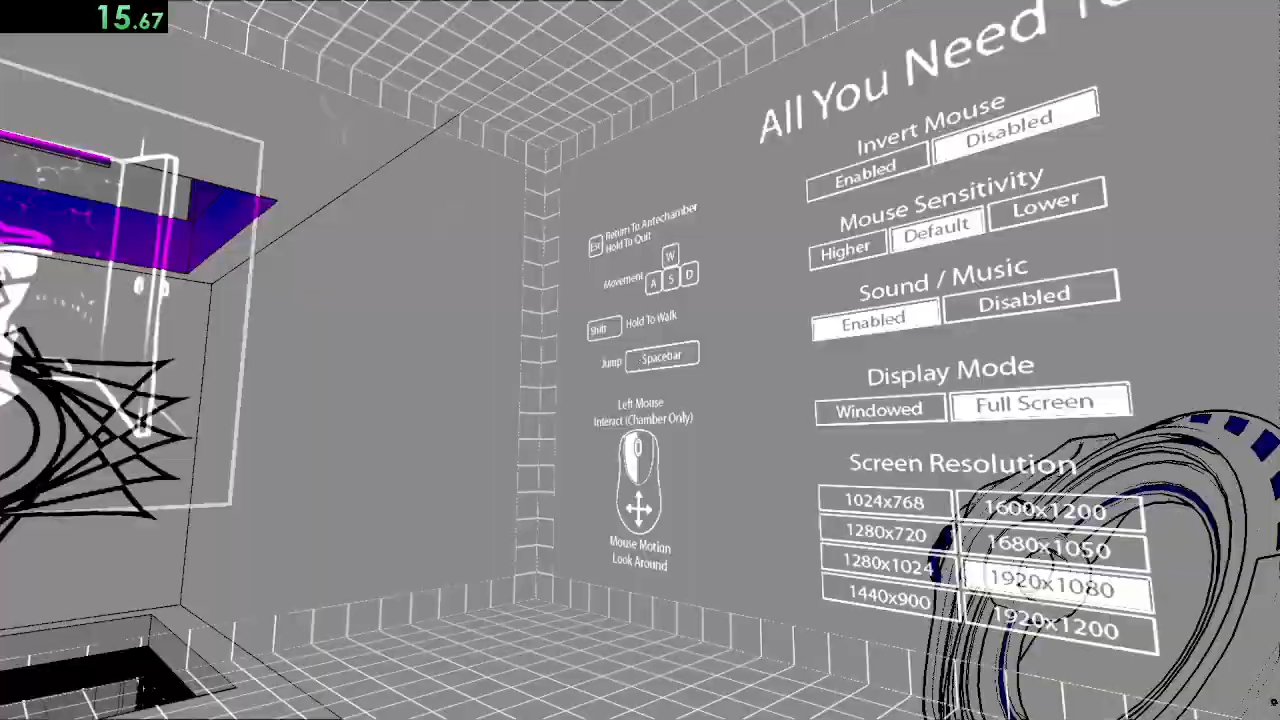 15.67
All You Need To
Invert Mouse
Enabled
Disabled
Mouse Sensitivity
Higher
Default
Lower
Sound / Music
Enabled
Disabled
Display Mode
Windowed
Full Screen
Screen Resolution
1024x768
1600x1200
1280x720
1680x1050
1280x1024
1920x1080
1440x900
1920x1200
Esc
Return To Antechamber
Hold To Quit
Movement
W
A S D
Shift
Hold To Walk
Jump
Spacebar
Left Mouse
Interact (Chamber Only)
Mouse Motion
Look Around